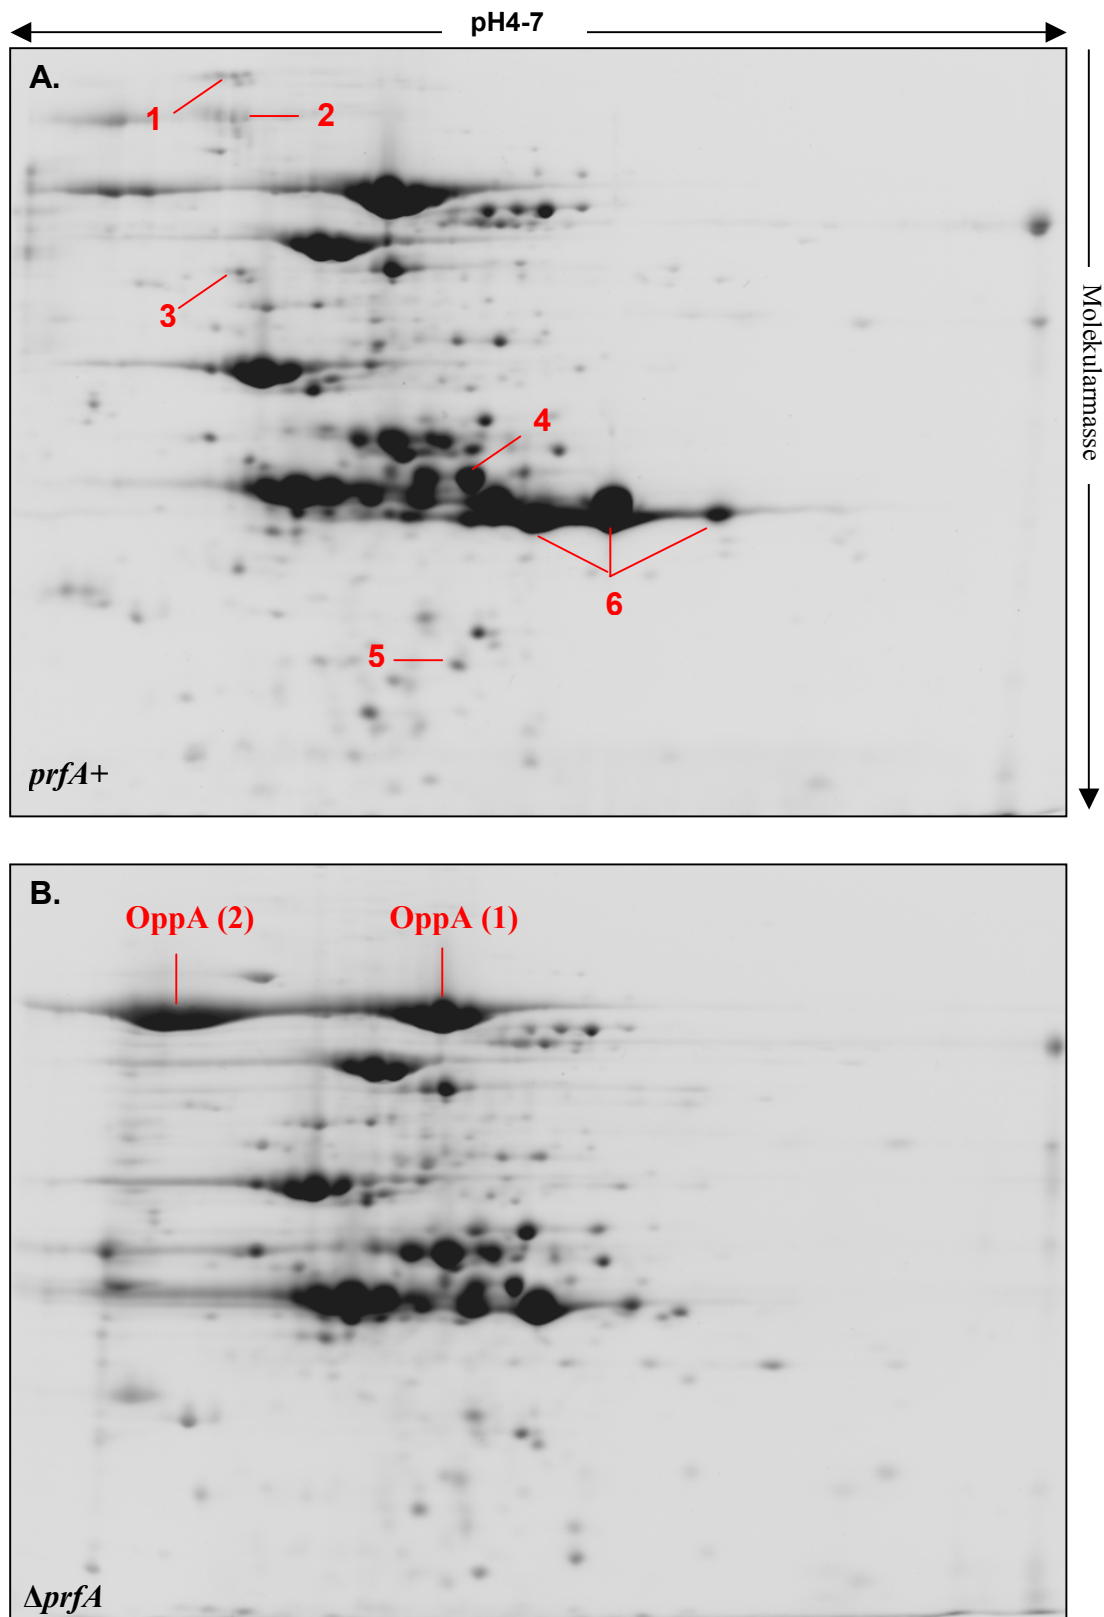 pH4-7
A.
1
2
3
4
5
6
prfA+
Molekularmasse
B.
OppA (2)
OppA (1)
ΔprfA